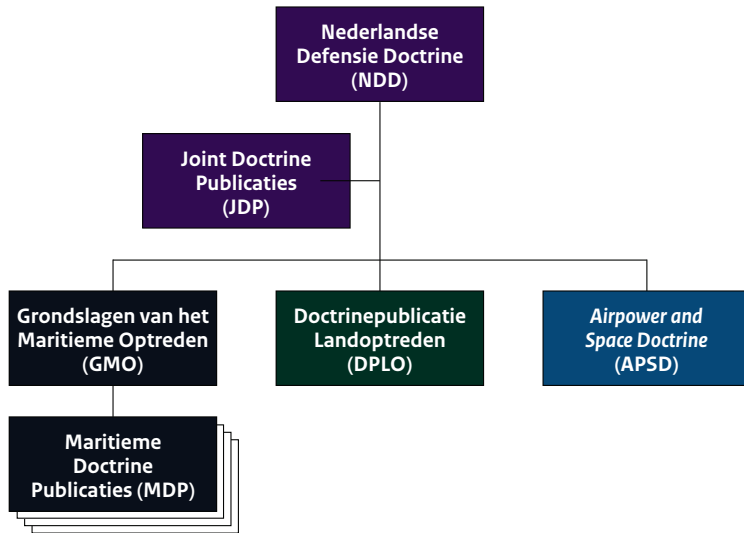 Nederlandse
Defensie Doctrine
(NDD)
Joint Doctrine
Publicaties
(JDP)
Grondslagen van het
Maritieme Optreden
(GMO)
Doctrinepublicatie
Landoptreden
(DPLO)
Airpower and
Space Doctrine
(APSD)
Maritieme
Doctrine
Publicaties (MDP)